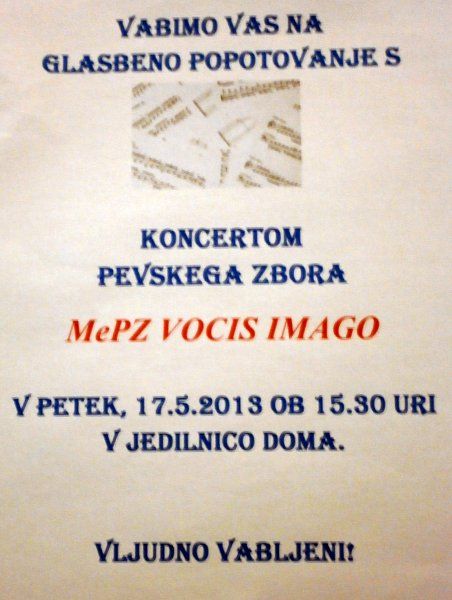 VABIMO VAS NA
GLASBENO POPOTOVANJE S
KONCERTOM
PEVSKEGA ZBORA
MePZ VOCIS IMAGO
V PETEK, 17.5.2013 OB 15.30 URI
V JEDILNICO DOMA.
VLJUDNO VABLJENI!